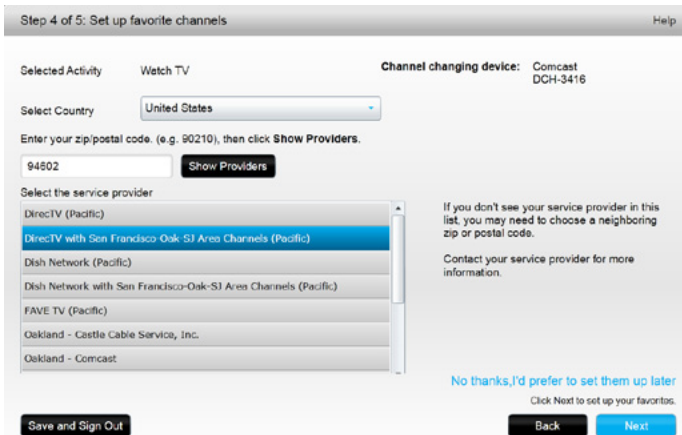 Step 4 of 5: Set up favorite channels
Help
Selected Activity
Watch TV
Channel changing device:
Comcast
DCH-3416
Select Country
United States
Enter your zip/postal code. (e.g. 90210), then click Show Providers.
94602
Show Providers
Select the service provider
DirecTV (Pacific)
DirecTV with San Francisco-Oak-SJ Area Channels (Pacific)
Dish Network (Pacific)
Dish Network with San Francisco-Oak-SJ Area Channels (Pacific)
FAVE TV (Pacific)
Oakland - Castle Cable Service, Inc.
Oakland - Comcast
If you don't see your service provider in this
list, you may need to choose a neighboring
zip or postal code.
Contact your service provider for more
information.
No thanks,I'd prefer to set them up later
Click Next to set up your favorites.
Save and Sign Out
Back
Next